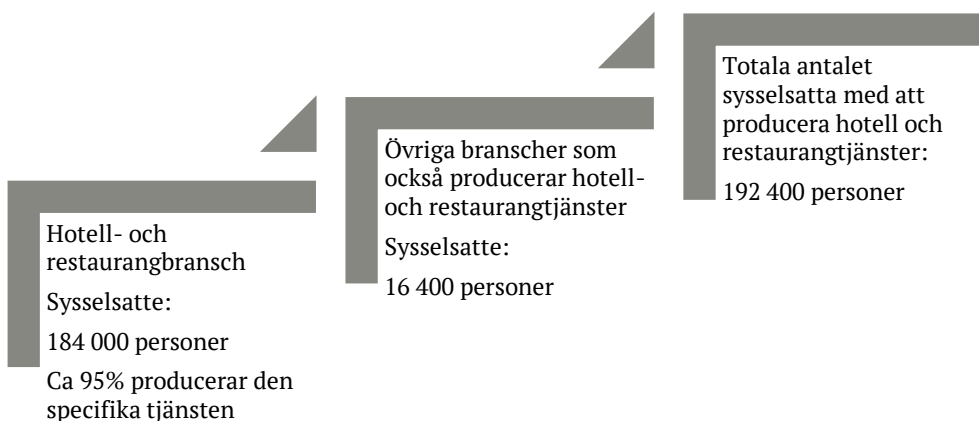 Hotell- och
restaurangbransch
Sysselsatte:
184 000 personer
Ca 95% producerar den
specifika tjänsten
Övriga branscher som
också producerar hotell-
och restaurangtjänster
Sysselsatte:
16 400 personer
Totala antalet
sysselsatta med att
producera hotell och
restaurangtjänster:
192 400 personer